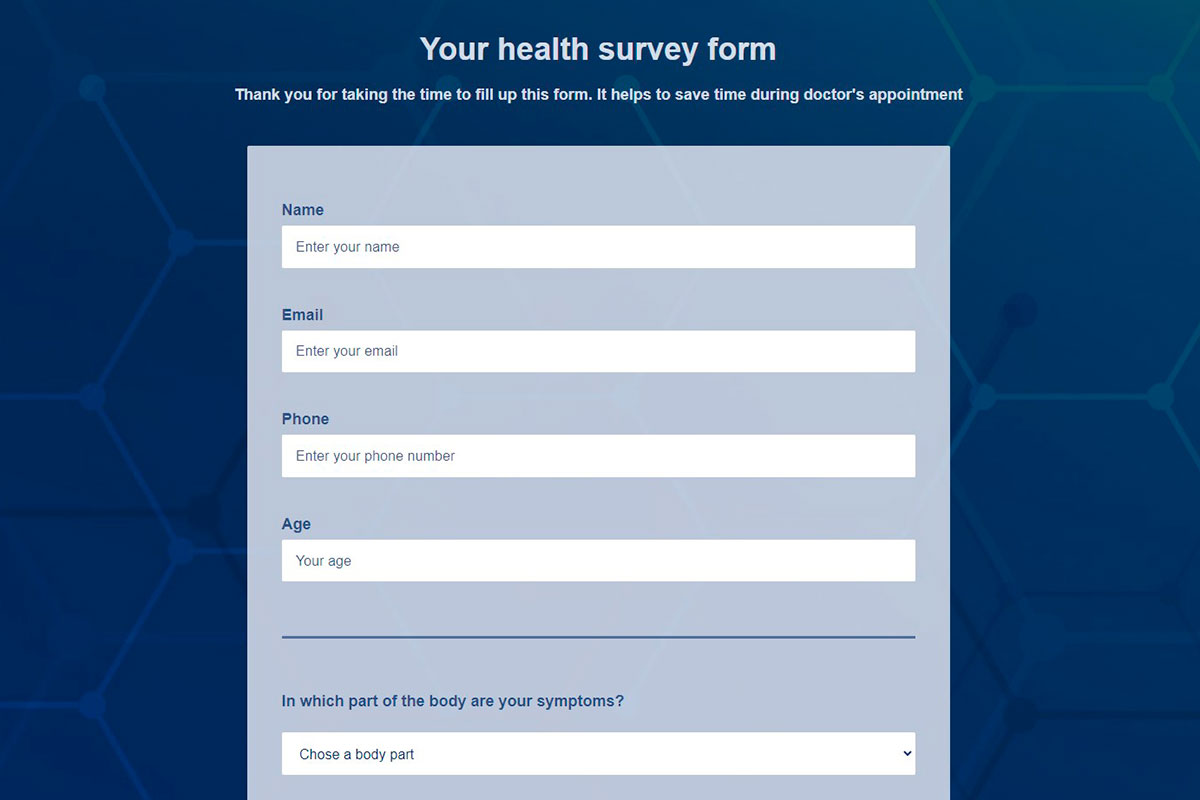 Your health survey form
Thank you for taking the time to fill up this form. It helps to save time during doctor's appointment
Name
Enter your name
Email
Enter your email
Phone
Enter your phone number
Age
Your age
In which part of the body are your symptoms?
Chose a body part